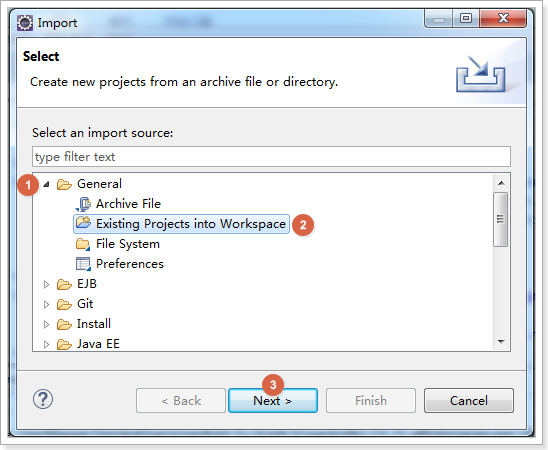 Import
Select
Create new projects from an archive file or directory.
Select an import source:
type filter text
1 General
Archive File
Existing Projects into Workspace 2
File System
Preferences
EJB
Git
Install
Java EE
3
? < Back Next > Finish Cancel